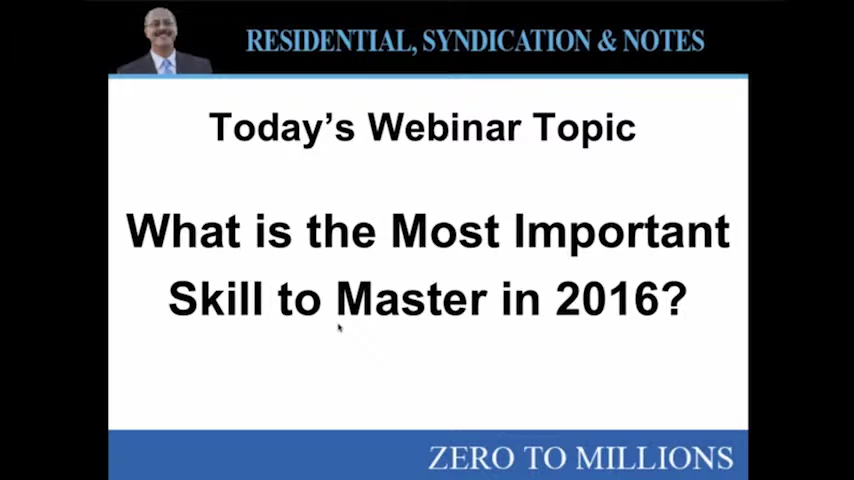 RESIDENTIAL, SYNDICATION & NOTES
Today's Webinar Topic
What is the Most Important
Skill to Master in 2016?
ZERO TO MILLIONS